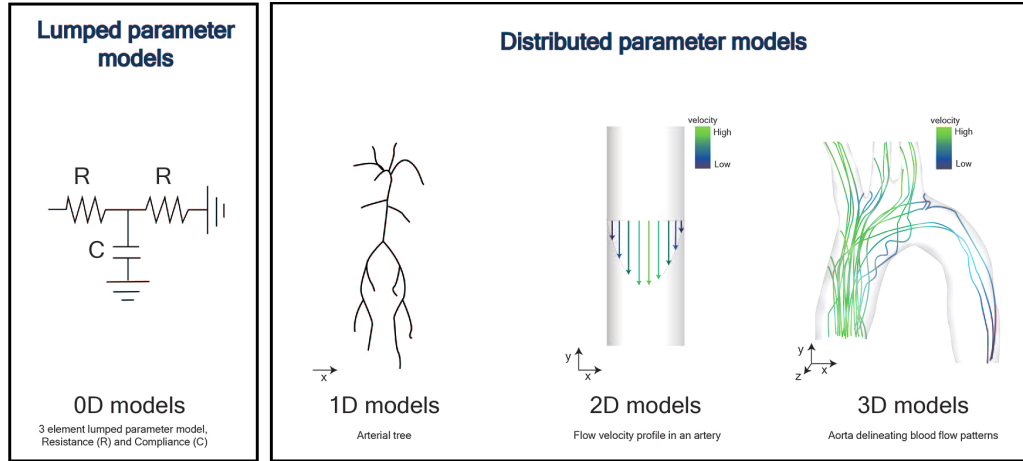 Lumped parameter
models
R R
C
0D models
3 element lumped parameter model,
Resistance (R) and Compliance (C)
Distributed parameter models
x
1D models
Arterial tree
velocity
High
Low
y
x
2D models
Flow velocity profile in an artery
velocity
High
Low
y
x
z
3D models
Aorta delineating blood flow patterns